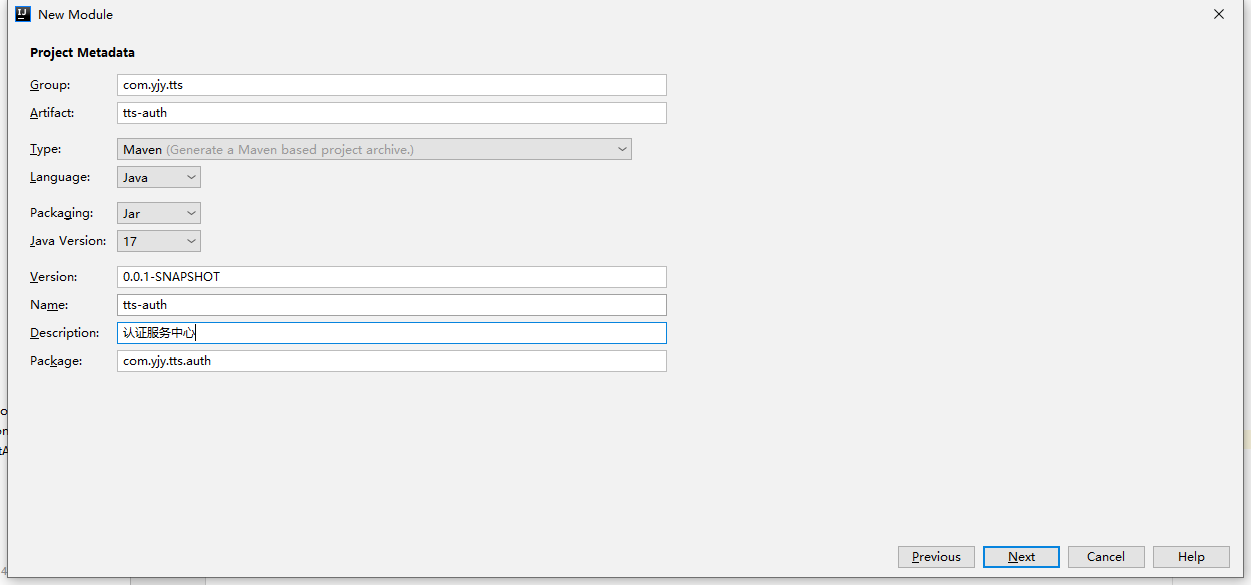 New Module
Project Metadata
Group: com.yjy.tts
Artifact: tts-auth
Type: Maven (Generate a Maven based project archive.)
Language: Java
Packaging: Jar
Java Version: 17
Version: 0.0.1-SNAPSHOT
Name: tts-auth
Description: 认证服务中心
Package: com.yjy.tts.auth
Previous Next Cancel Help